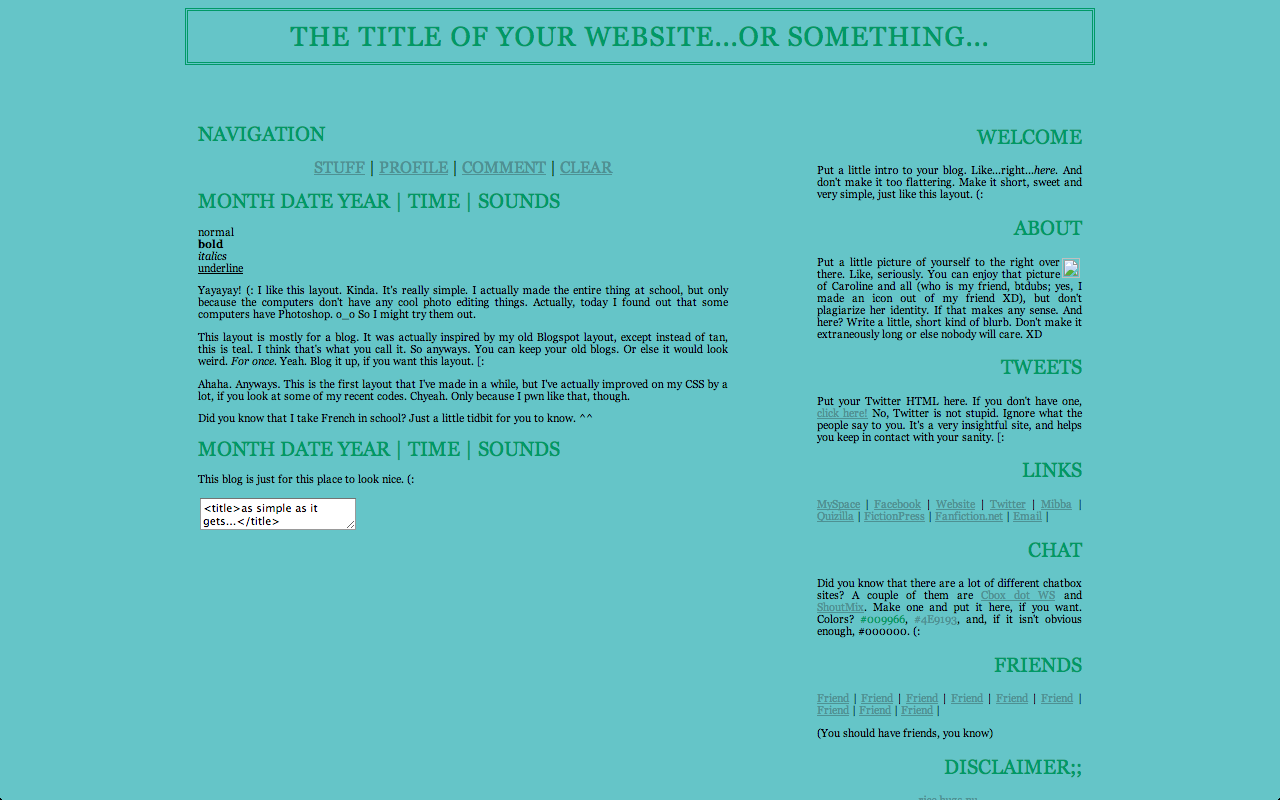 THE TITLE OF YOUR WEBSITE...OR SOMETHING...
NAVIGATION
STUFF | PROFILE | COMMENT | CLEAR
MONTH DATE YEAR | TIME | SOUNDS
normal
bold
italics
underline
Yayayay! (: I like this layout. Kinda. It's really simple. I actually made the entire thing at school, but only
because the computers don't have any cool photo editing things. Actually, today I found out that some
computers have Photoshop. o_o So I might try them out.
This layout is mostly for a blog. It was actually inspired by my old Blogspot layout, except instead of tan,
this is teal. I think that's what you call it. So anyways. You can keep your old blogs. Or else it would look
weird. For once. Yeah. Blog it up, if you want this layout. [:
Ahaha. Anyways. This is the first layout that I've made in a while, but I've actually improved on my CSS by a
lot, if you look at some of my recent codes. Chyeah. Only because I pwn like that, though.
Did you know that I take French in school? Just a little tidbit for you to know. ^^
MONTH DATE YEAR | TIME | SOUNDS
This blog is just for this place to look nice. (:
<title>as simple as it
gets...</title>
WELCOME
Put a little intro to your blog. Like...right...here. And
don't make it too flattering. Make it short, sweet and
very simple, just like this layout. (:
ABOUT
Put a little picture of yourself to the right over
there. Like, seriously. You can enjoy that picture
of Caroline and all (who is my friend, btdubs; yes, I
made an icon out of my friend XD), but don't
plagiarize her identity. If that makes any sense. And
here? Write a little, short kind of blurb. Don't make it
extraneously long or else nobody will care. XD
TWEETS
Put your Twitter HTML here. If you don't have one,
click here! No, Twitter is not stupid. Ignore what the
people say to you. It's a very insightful site, and helps
you keep in contact with your sanity. [:
LINKS
MySpace | Facebook | Website | Twitter | Mibba |
Quizilla | FictionPress | Fanfiction.net | Email |
CHAT
Did you know that there are a lot of different chatbox
sites? A couple of them are Cbox dot WS and
ShoutMix. Make one and put it here, if you want.
Colors? #009966, #4E9193, and, if it isn't obvious
enough, #000000. (:
FRIENDS
Friend | Friend | Friend | Friend | Friend | Friend |
Friend | Friend | Friend |
(You should have friends, you know)
DISCLAIMER;;